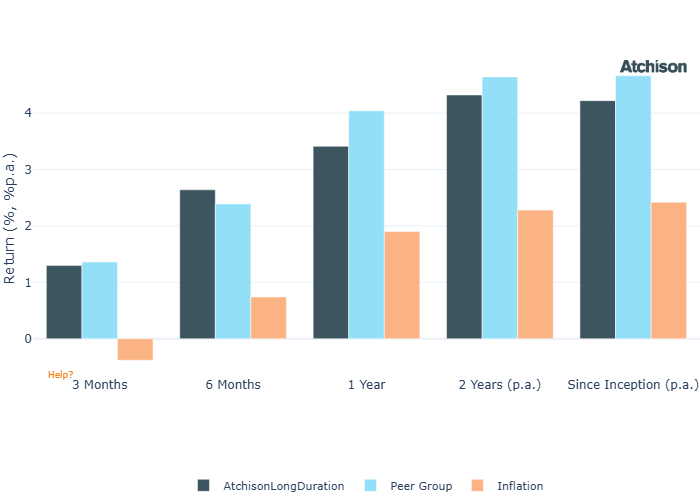 Atchison
4
3
2
1
0
Return (%, %p.a.)
Help?
3 Months
6 Months
1 Year
2 Years (p.a.)
Since Inception (p.a.)
AtchisonLongDuration
Peer Group
Inflation